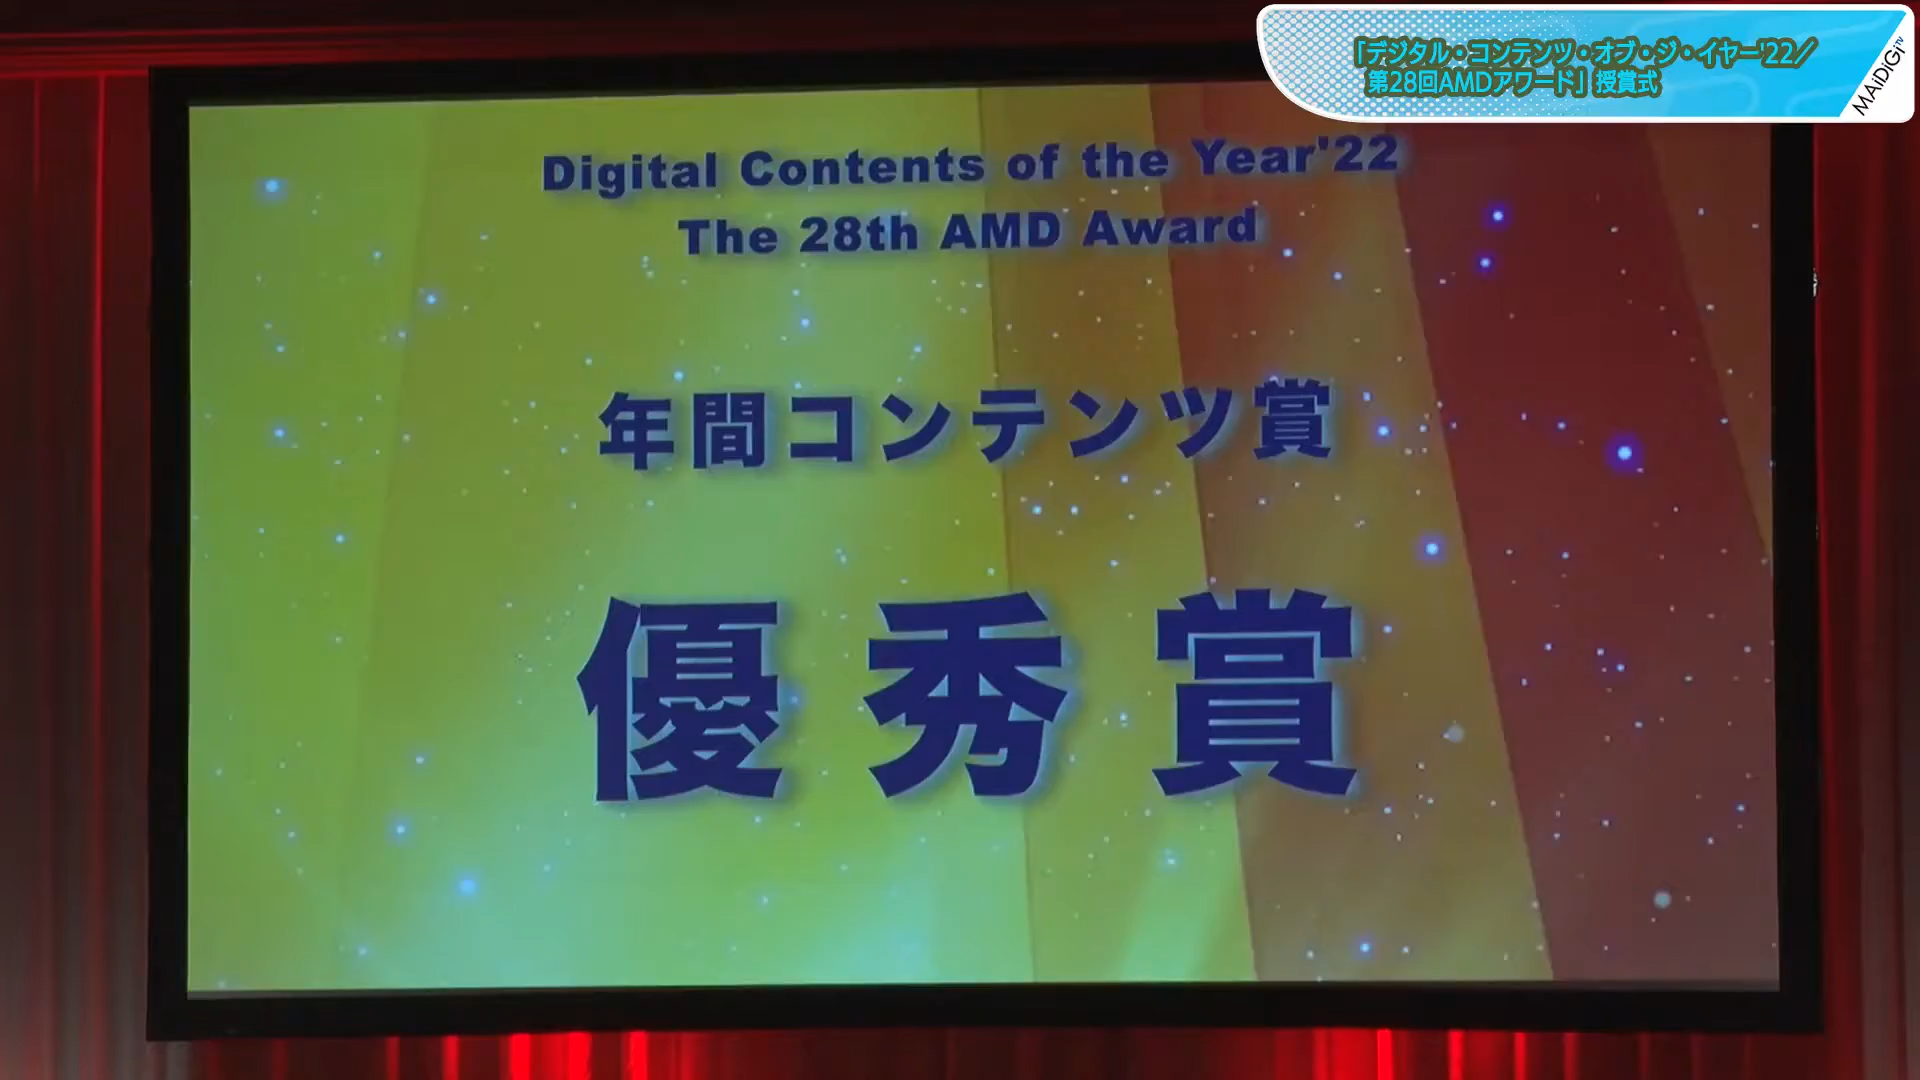 「デジタル・コンテンツ・オブ・ジ・イヤー'22／
第28回AMDアワード」授賞式
MAiDiGiTV
Digital Contents of the Year'22
The 28th AMD Award
年間コンテンツ賞
優秀賞